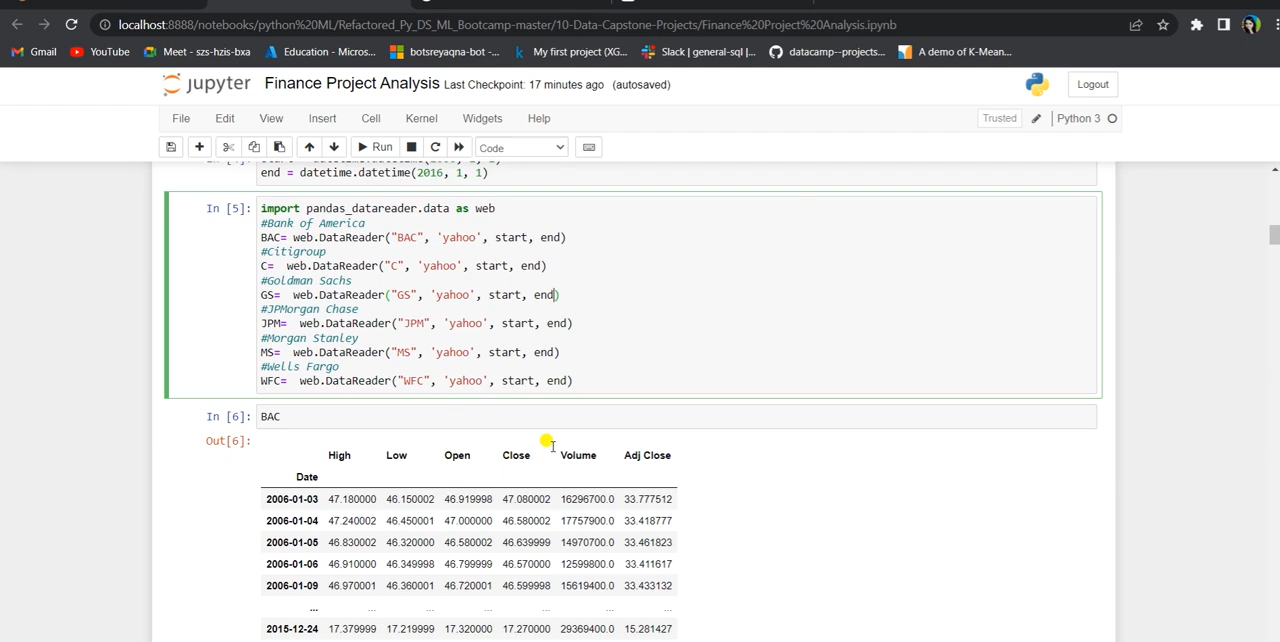 localhost:8888/notebooks/python%20ML/Refactored_Py_DS_ML_Bootcamp-master/10-Data-Capstone-Projects/Finance%20Project%20Analysis.ipynb
Gmail YouTube Meet - szs-hzis-bxa Education - Micros... botsreyaqna-bot -... My first project (XG... Slack | general-sql |... datacamp--projects... A demo of K-Mean...
jupyter Finance Project Analysis Last Checkpoint: 17 minutes ago (autosaved) Logout
File Edit View Insert Cell Kernel Widgets Help Trusted Python 3
Run Code
end = datetime.datetime(2016, 1, 1)
In [5]: import pandas_datareader.data as web
#Bank of America
BAC= web.DataReader("BAC", 'yahoo', start, end)
#Citigroup
C= web.DataReader("C", 'yahoo', start, end)
#Goldman Sachs
GS= web.DataReader("GS", 'yahoo', start, end)
#JPMorgan Chase
JPM= web.DataReader("JPM", 'yahoo', start, end)
#Morgan Stanley
MS= web.DataReader("MS", 'yahoo', start, end)
#Wells Fargo
WFC= web.DataReader("WFC", 'yahoo', start, end)
In [6]: BAC
Out[6]:
High Low Open Close Volume Adj Close
Date
2006-01-03 47.180000 46.150002 46.919998 47.080002 16296700.0 33.777512
2006-01-04 47.240002 46.450001 47.000000 46.580002 17757900.0 33.418777
2006-01-05 46.830002 46.320000 46.580002 46.639999 14970700.0 33.461823
2006-01-06 46.910000 46.349998 46.799999 46.570000 12599800.0 33.411617
2006-01-09 46.970001 46.360001 46.720001 46.599998 15619400.0 33.433132
... ... ... ... ... ... ...
2015-12-24 17.379999 17.219999 17.320000 17.270000 29369400.0 15.281427